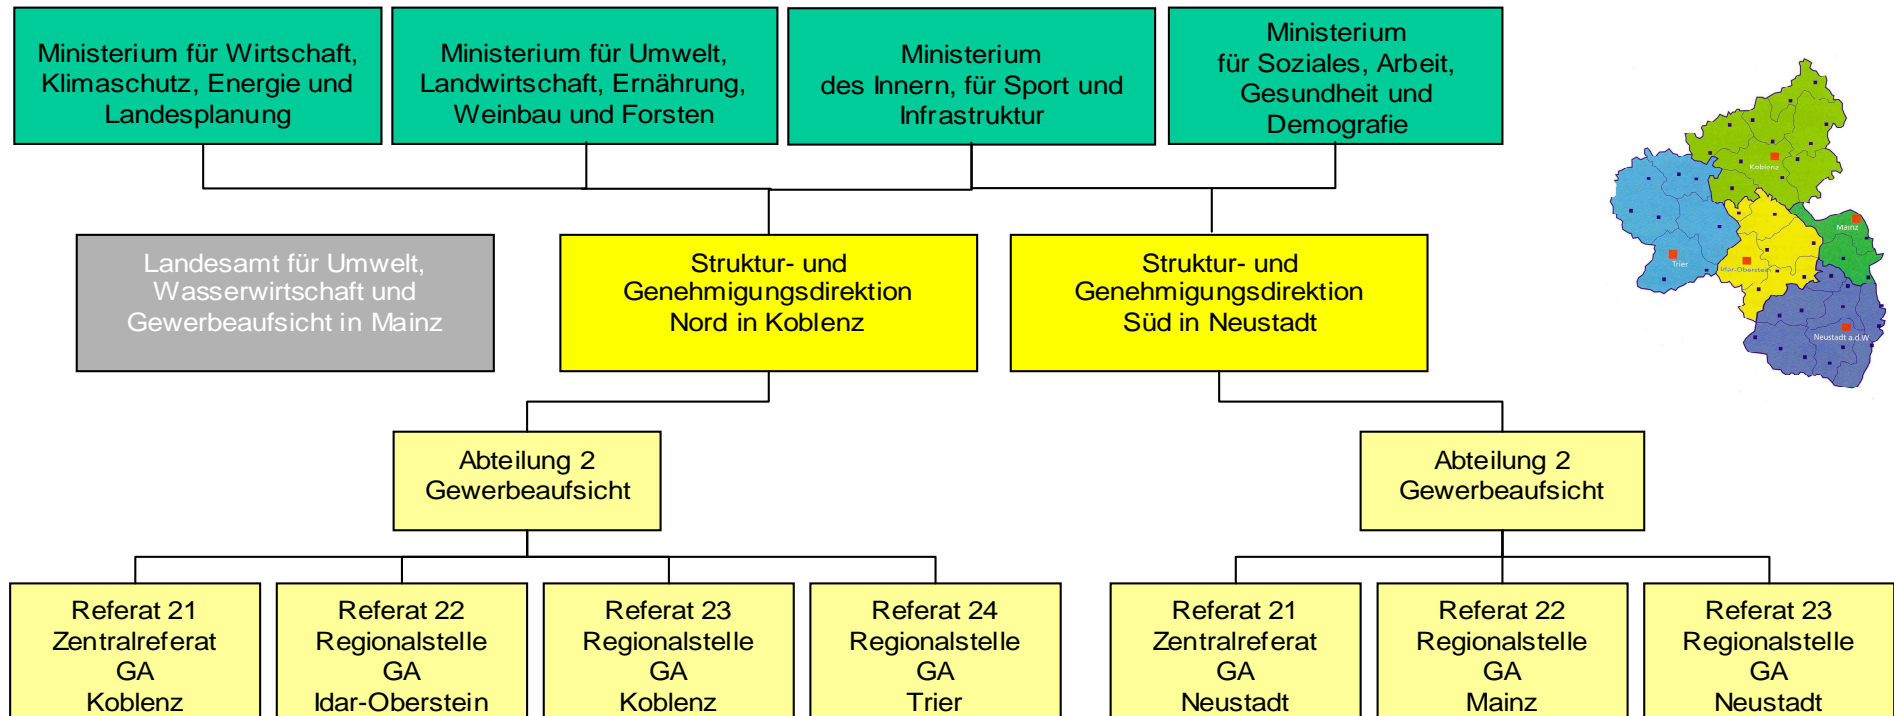 Ministerium für Wirtschaft,
Klimaschutz, Energie und
Landesplanung
Ministerium für Umwelt,
Landwirtschaft, Ernährung,
Weinbau und Forsten
Ministerium
des Innern, für Sport und
Infrastruktur
Ministerium
für Soziales, Arbeit,
Gesundheit und
Demografie
Koblenz
Mainz
Trier
Idar-Oberstein
Neustadt a.d.W
Landesamt für Umwelt,
Wasserwirtschaft und
Gewerbeaufsicht in Mainz
Struktur- und
Genehmigungsdirektion
Nord in Koblenz
Struktur- und
Genehmigungsdirektion
Süd in Neustadt
Abteilung 2
Gewerbeaufsicht
Abteilung 2
Gewerbeaufsicht
Referat 21
Zentralreferat
GA
Koblenz
Referat 22
Regionalstelle
GA
Idar-Oberstein
Referat 23
Regionalstelle
GA
Koblenz
Referat 24
Regionalstelle
GA
Trier
Referat 21
Zentralreferat
GA
Neustadt
Referat 22
Regionalstelle
GA
Mainz
Referat 23
Regionalstelle
GA
Neustadt